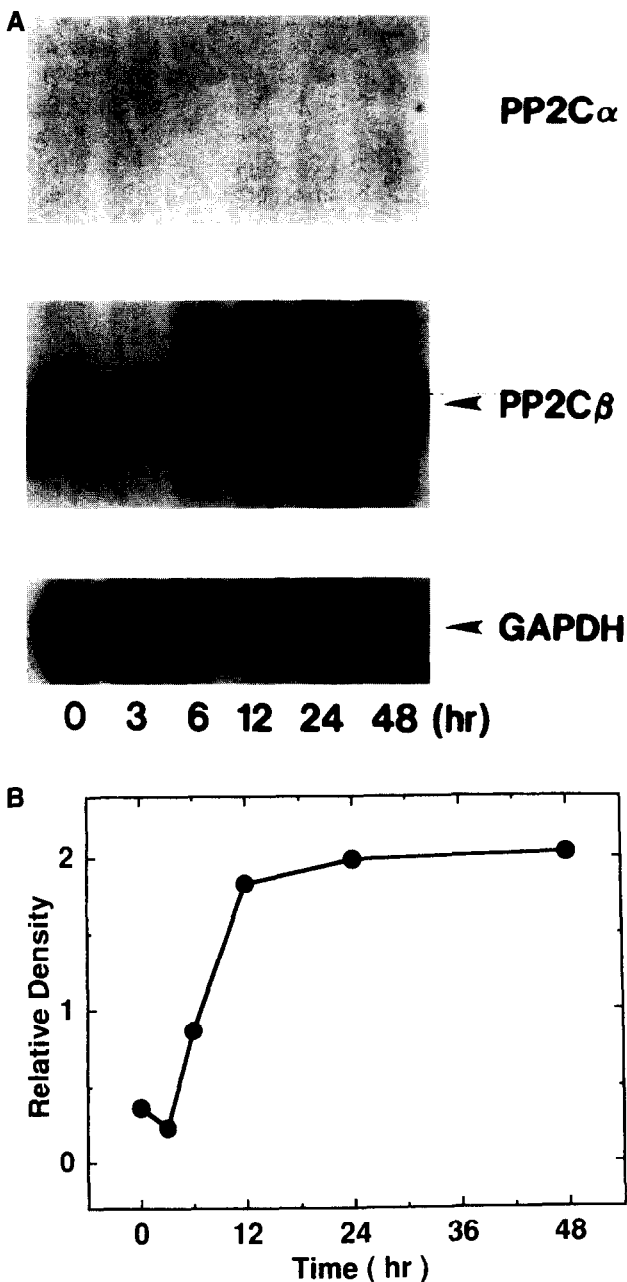 A
PP2Cα
PP2Cβ
GAPDH
0 3 6 12 24 48 (hr)
B
Relative Density
2
1
0
0 12 24 36 48
Time ( hr )